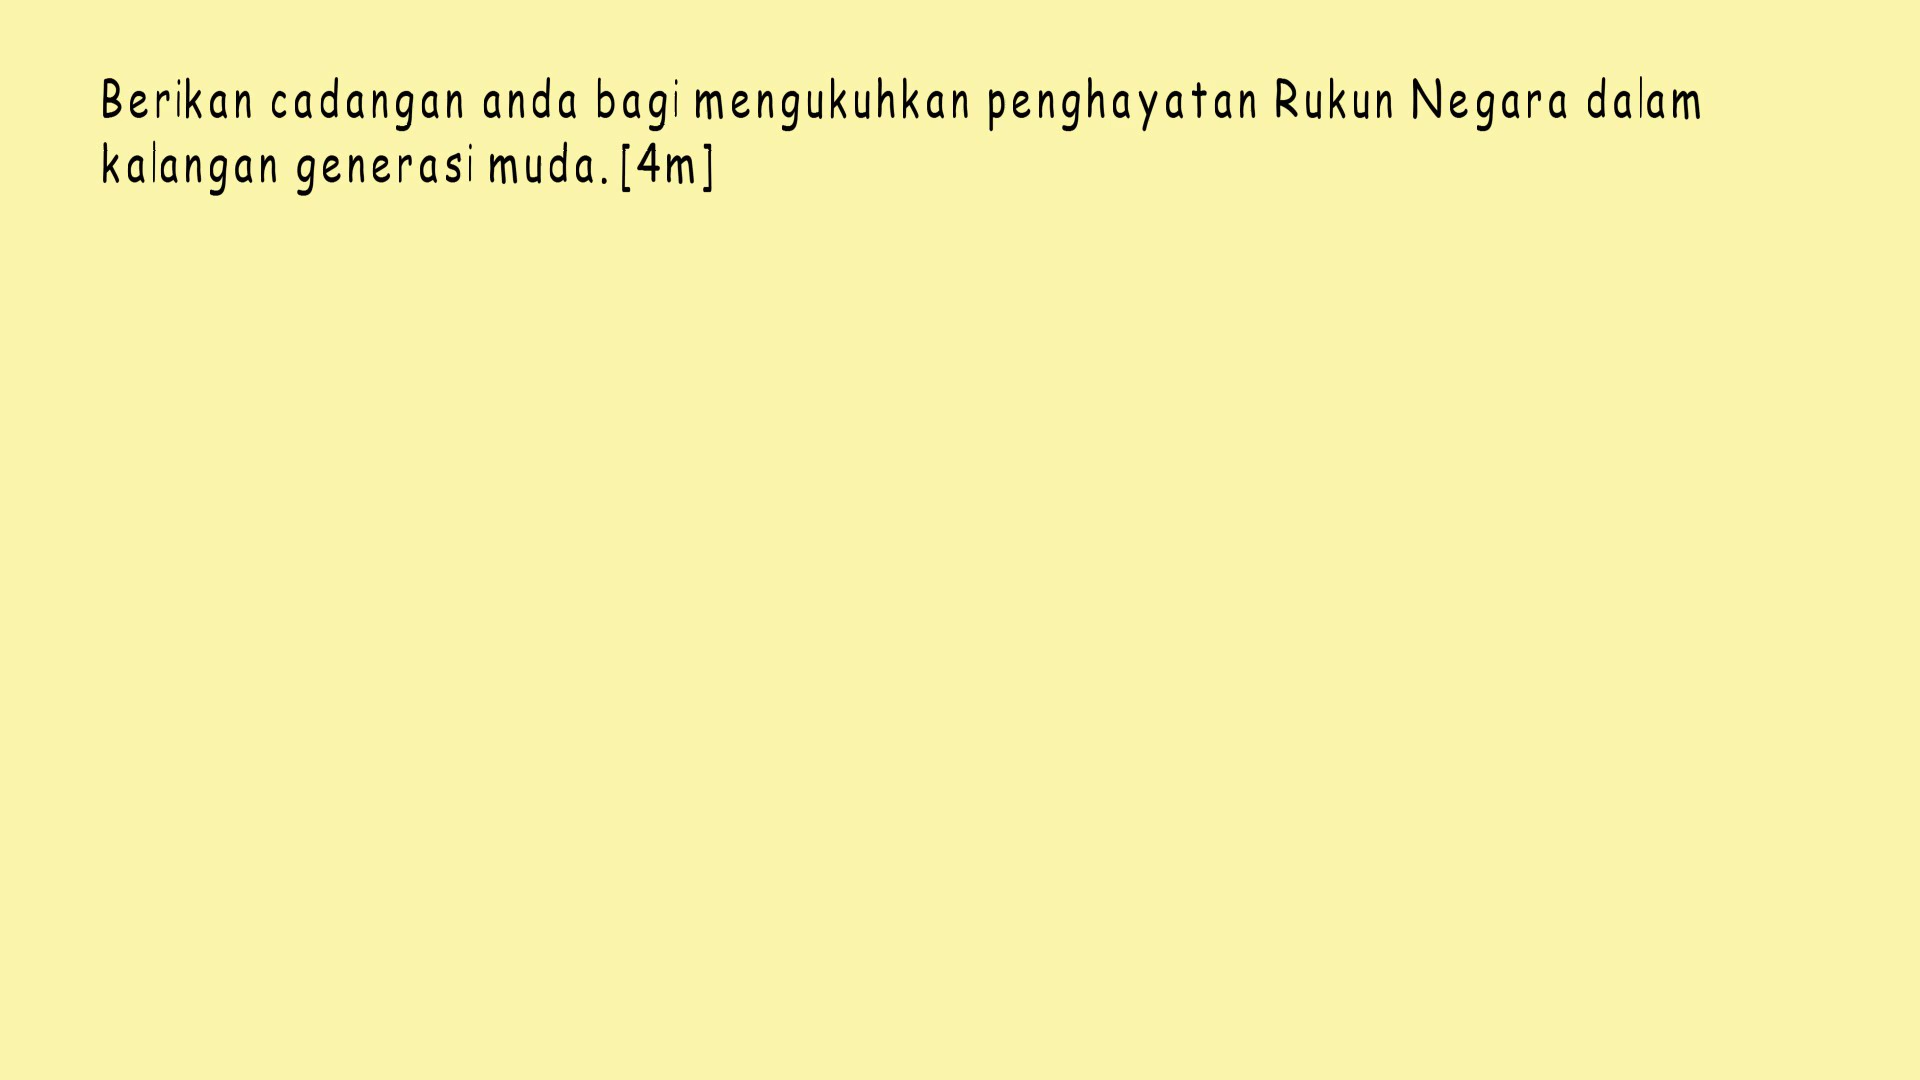 Berikan cadangan anda bagi mengukuhkan penghayatan Rukun Negara dalam
kalangan generasi muda. [4m]